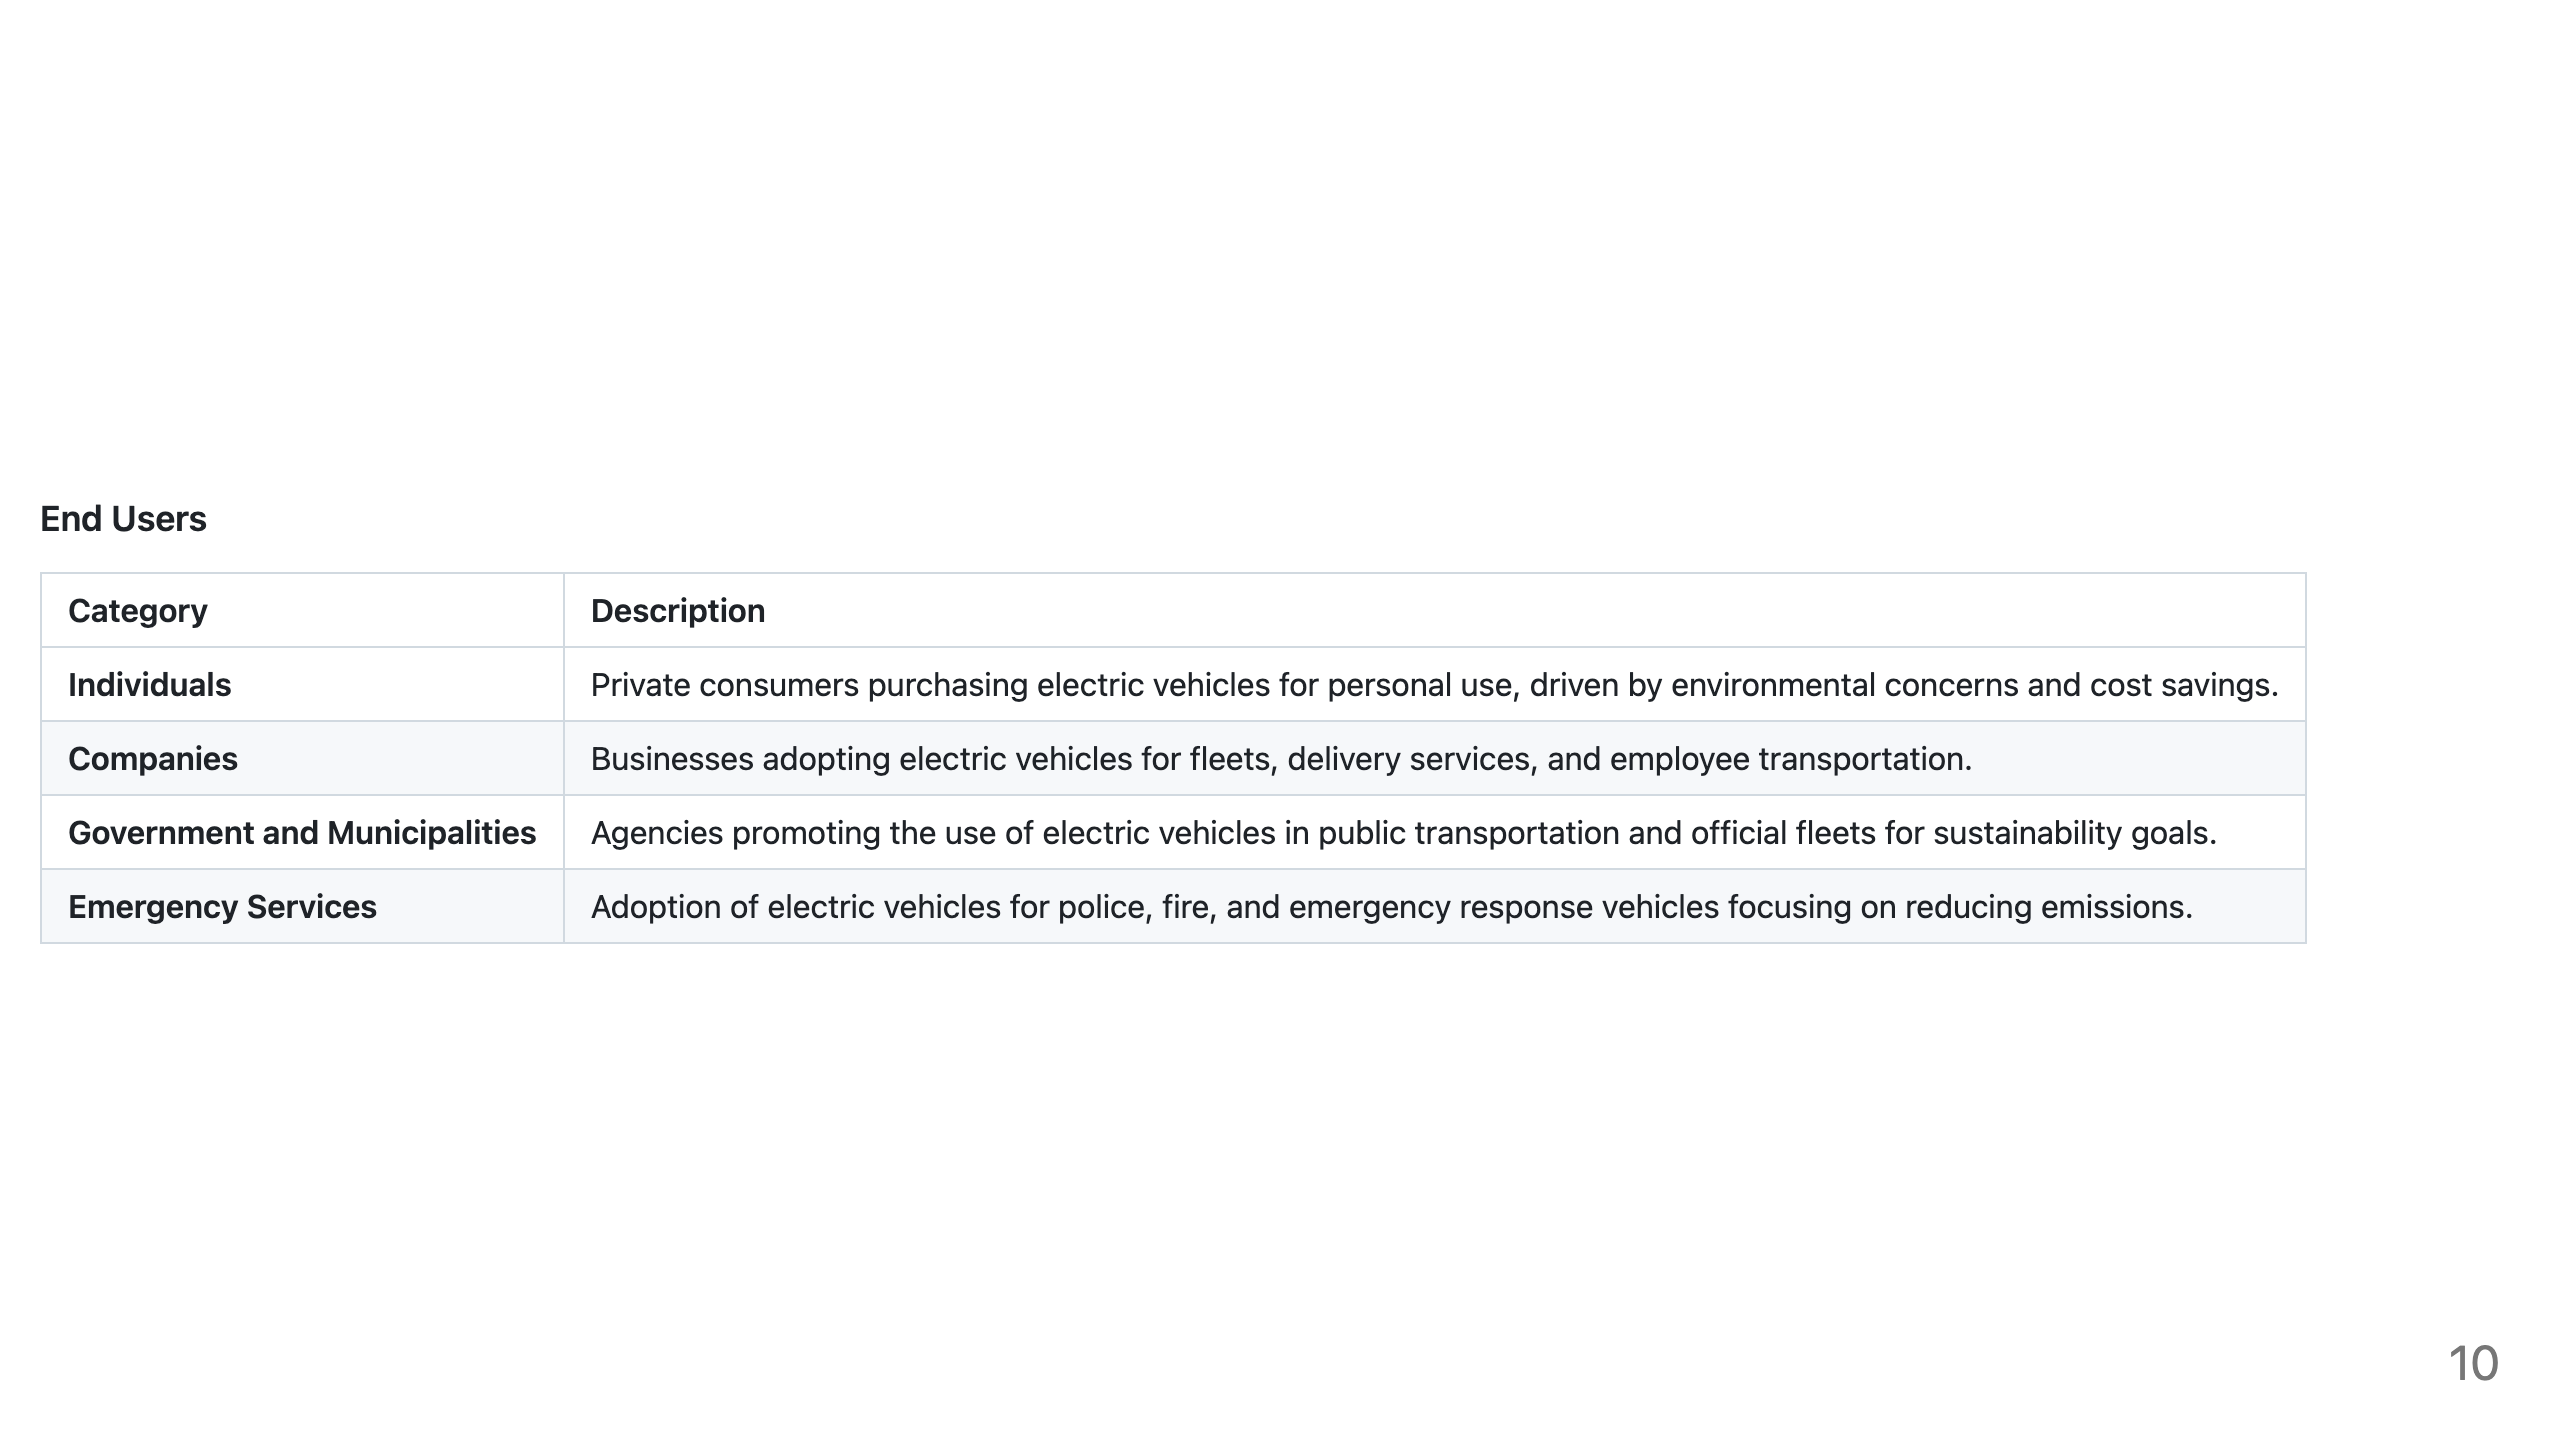 End Users
Category Description
Individuals Private consumers purchasing electric vehicles for personal use, driven by environmental concerns and cost savings.
Companies Businesses adopting electric vehicles for fleets, delivery services, and employee transportation.
Government and Municipalities Agencies promoting the use of electric vehicles in public transportation and official fleets for sustainability goals.
Emergency Services Adoption of electric vehicles for police, fire, and emergency response vehicles focusing on reducing emissions.
10